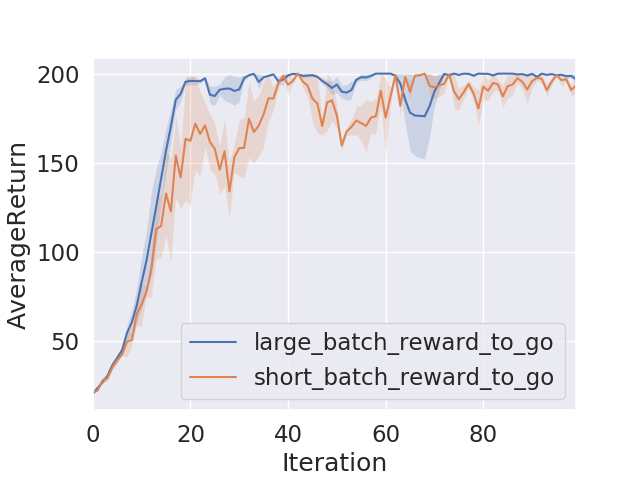 200
150
100
50
AverageReturn
large_batch_reward_to_go
short_batch_reward_to_go
0 20 40 60 80
Iteration